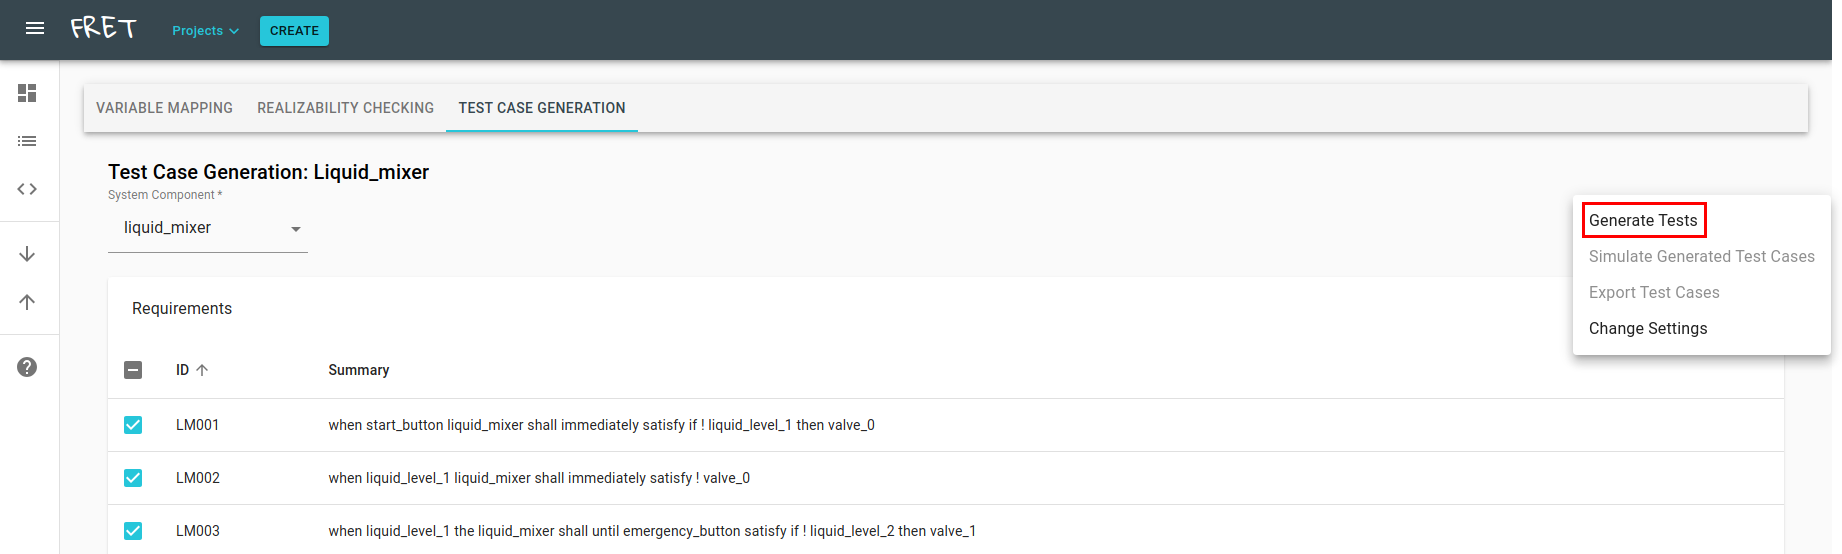 FRET Projects CREATE
VARIABLE MAPPING REALIZABILITY CHECKING TEST CASE GENERATION
Test Case Generation: Liquid_mixer
System Component *
liquid_mixer
Generate Tests
Simulate Generated Test Cases
Export Test Cases
Change Settings
Requirements
ID Summary
LM001 when start_button liquid_mixer shall immediately satisfy if ! liquid_level_1 then valve_0
LM002 when liquid_level_1 liquid_mixer shall immediately satisfy ! valve_0
LM003 when liquid_level_1 the liquid_mixer shall until emergency_button satisfy if ! liquid_level_2 then valve_1